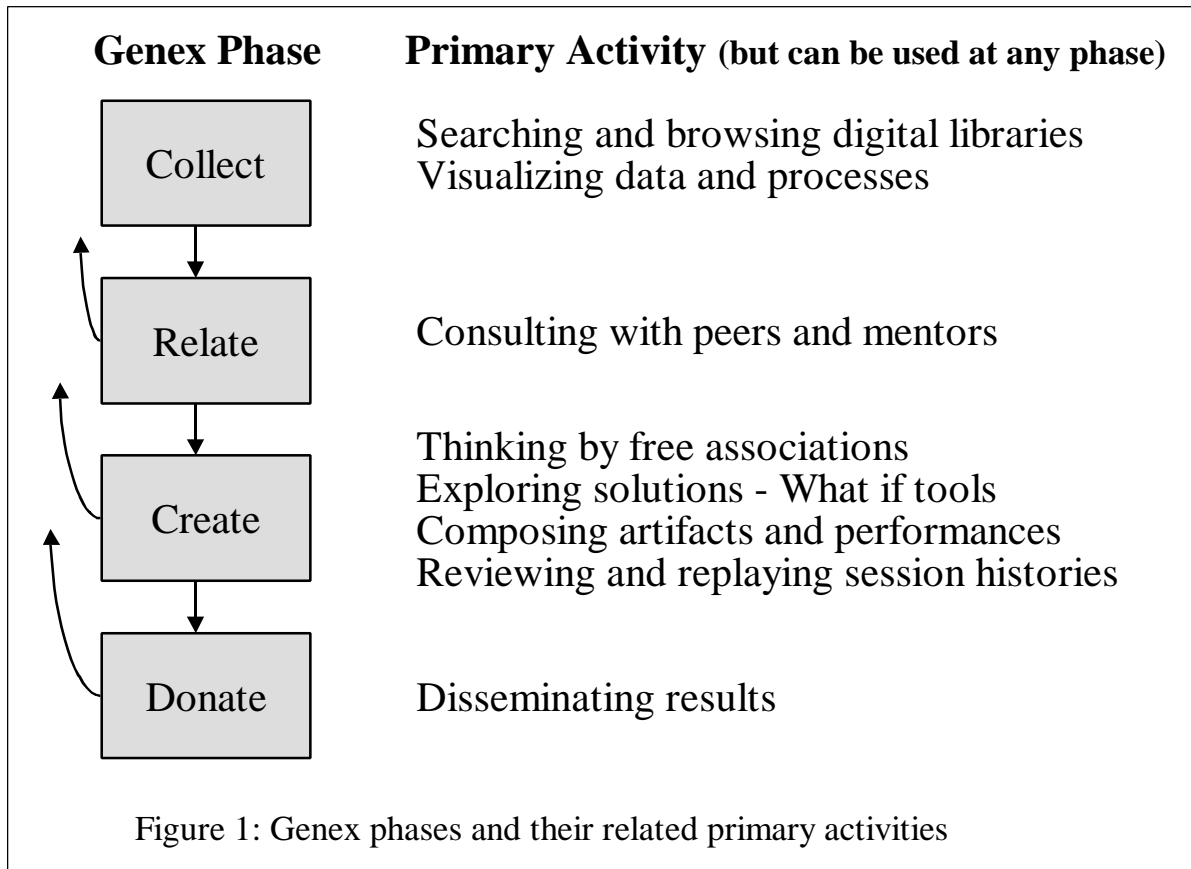 Genex Phase Primary Activity (but can be used at any phase)
Collect
Searching and browsing digital libraries
Visualizing data and processes
Relate
Consulting with peers and mentors
Create
Thinking by free associations
Exploring solutions - What if tools
Composing artifacts and performances
Reviewing and replaying session histories
Donate
Disseminating results
Figure 1: Genex phases and their related primary activities